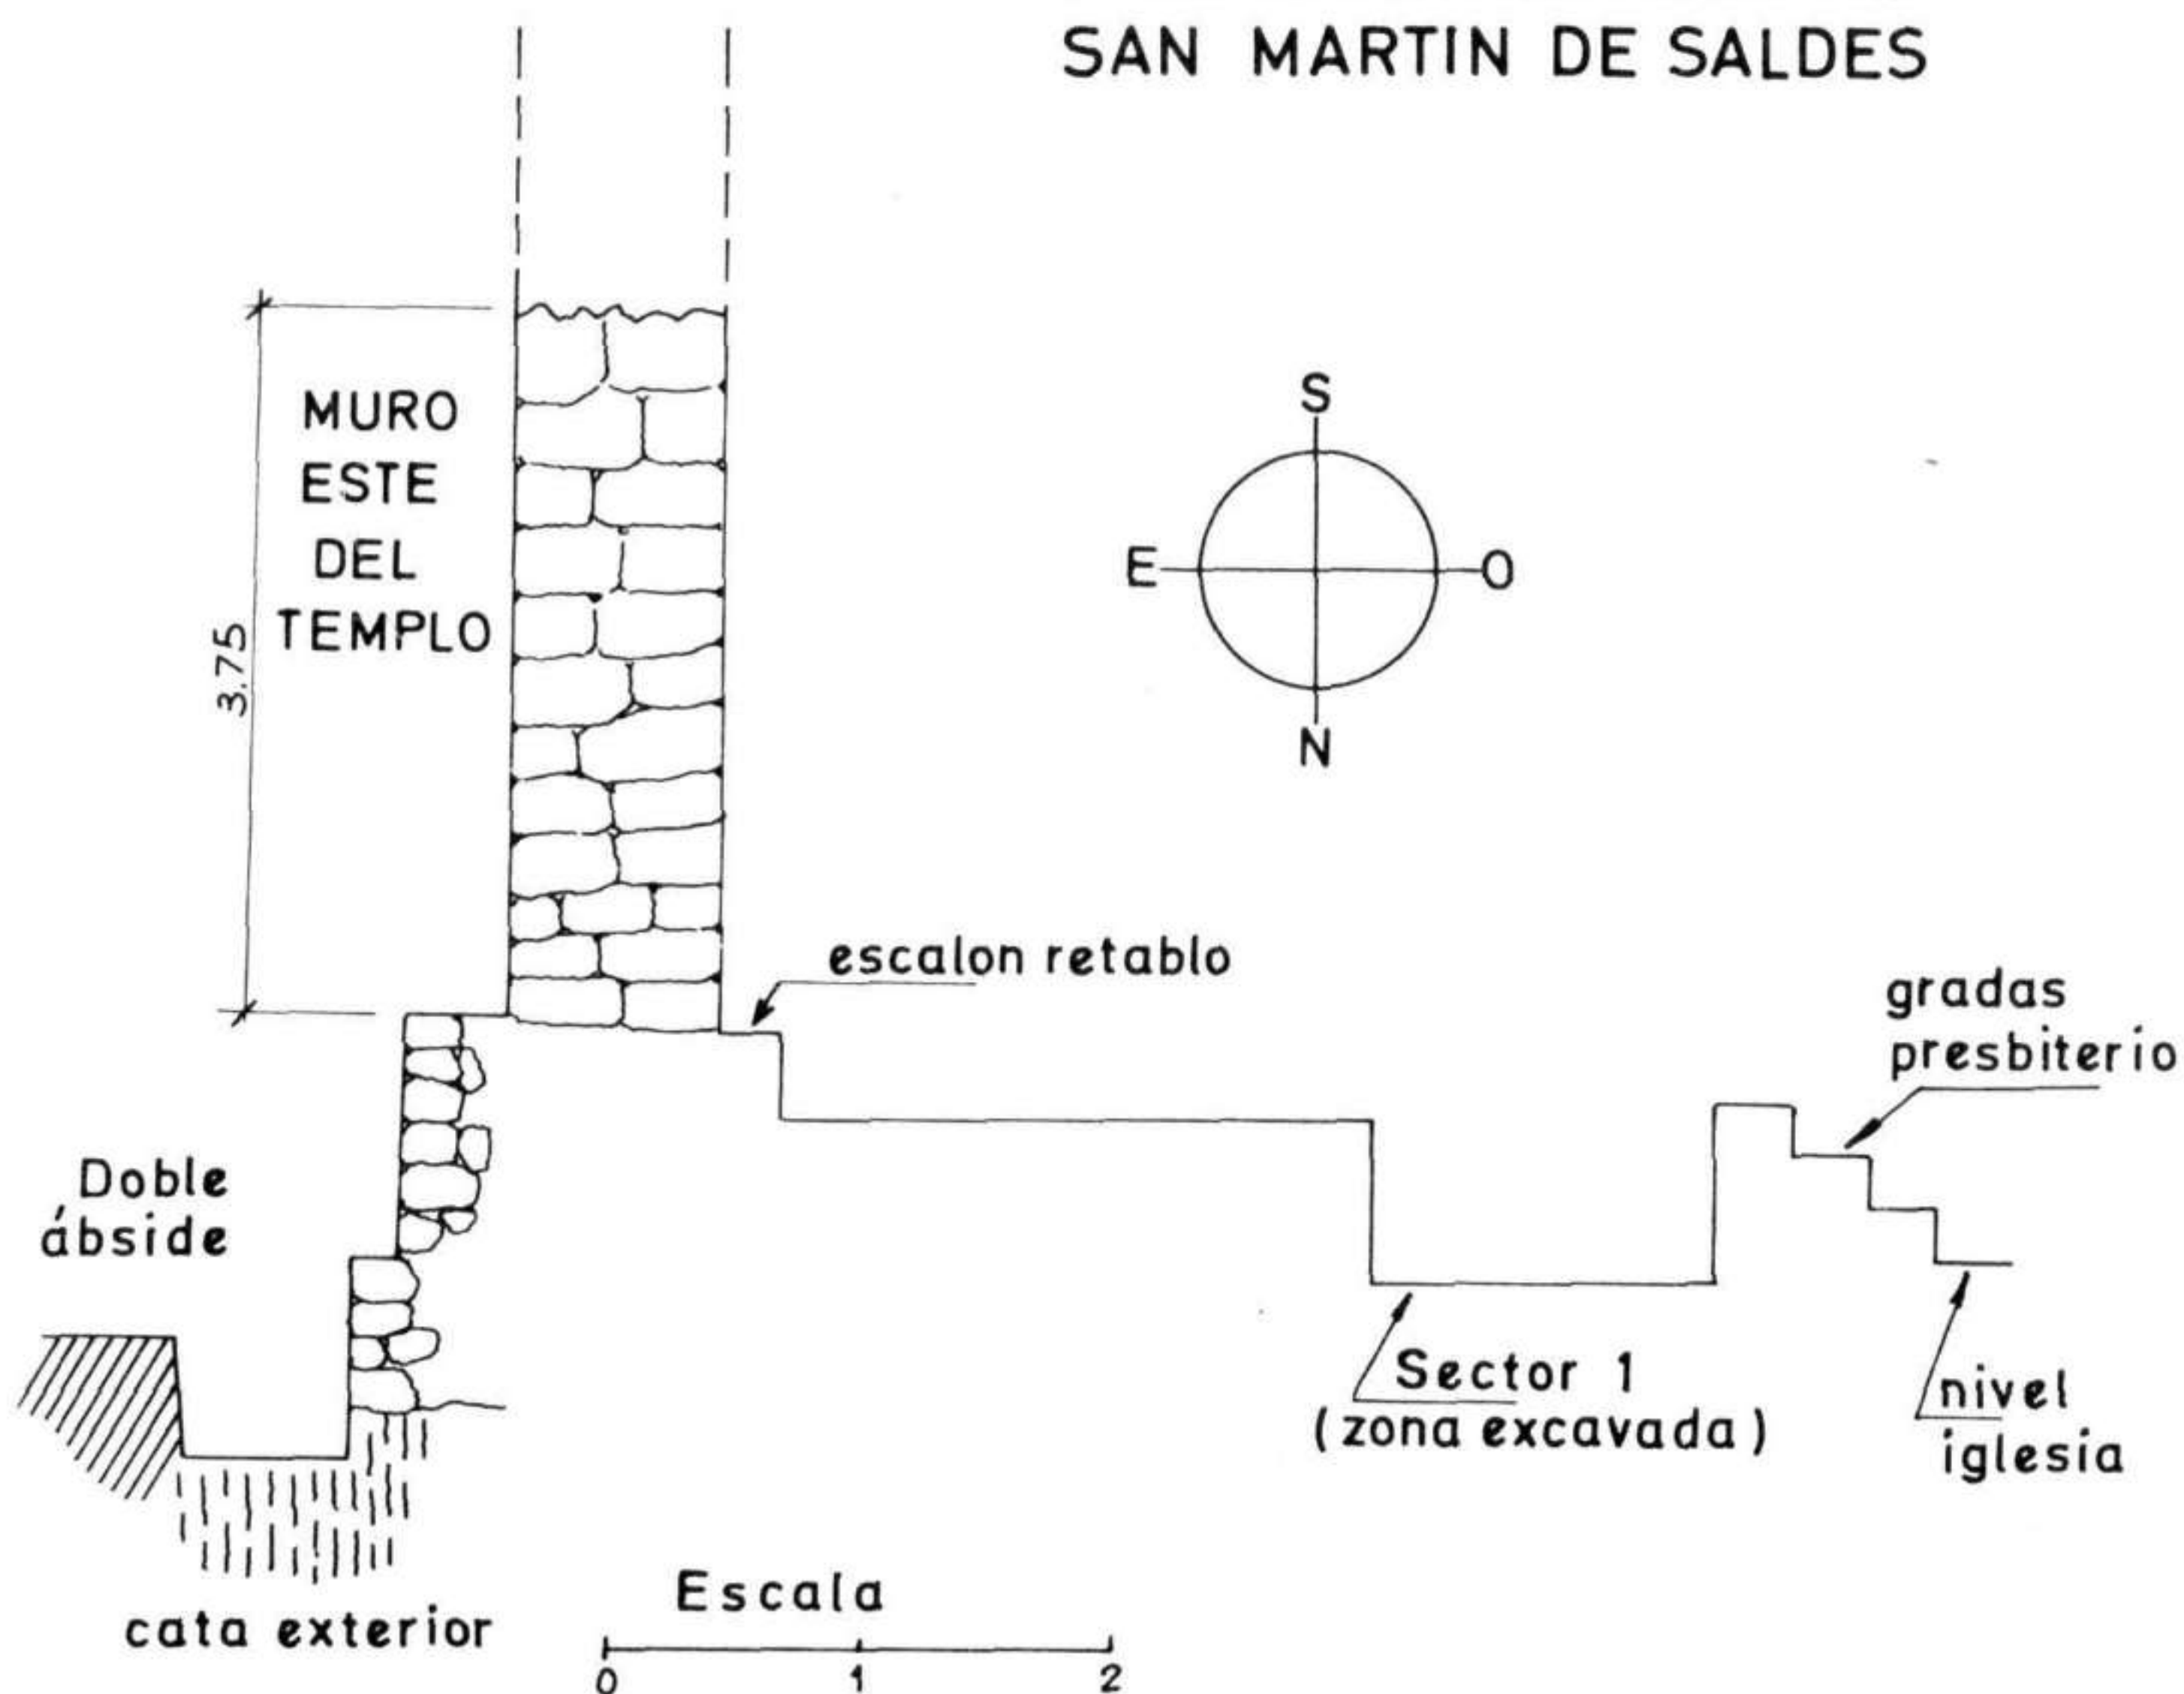 SAN MARTIN DE SALDES
MURO
ESTE
DEL
TEMPLO
3.75
S
E
O
N
escalon retablo
gradas
presbiterio
Doble
ábside
Sector 1
(zona excavada)
nivel
iglesia
cata exterior
Escala
0 1 2